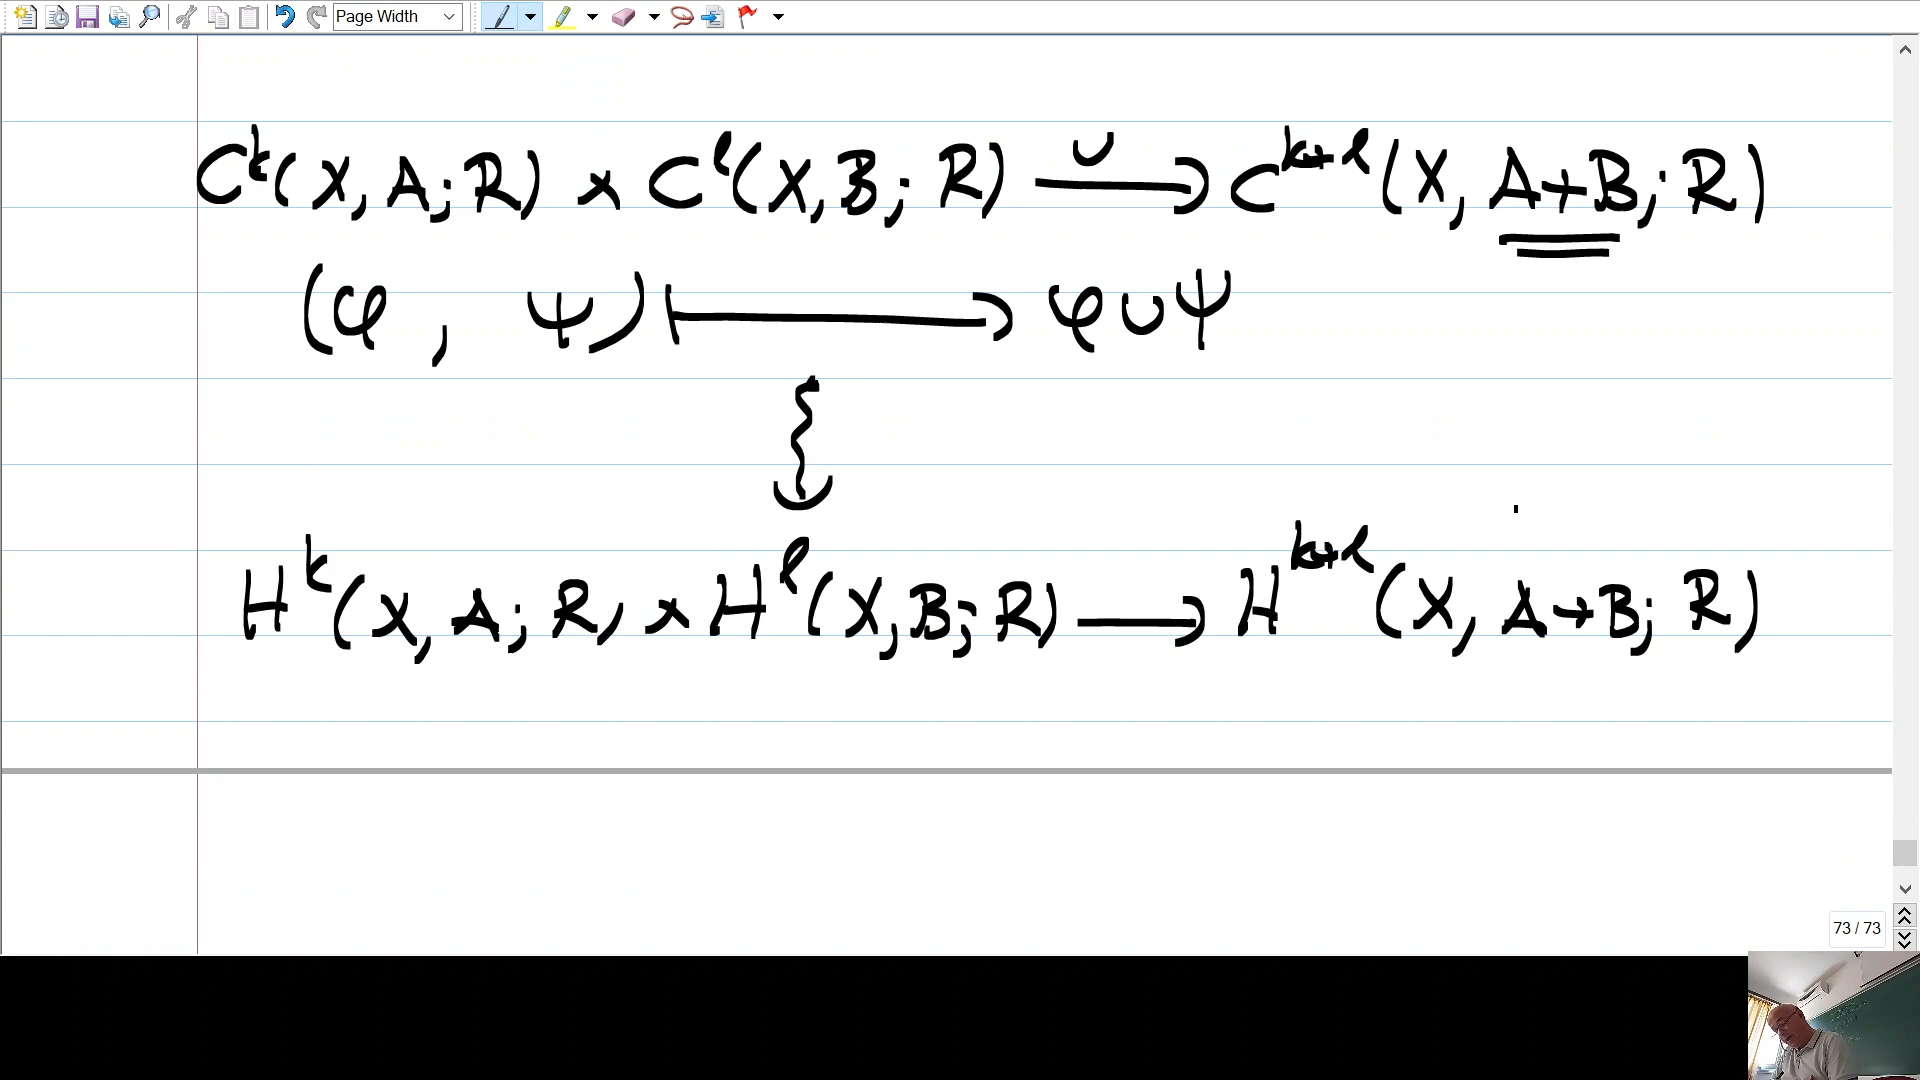 Page Width
C^k(X, A; R) × C^l(X, B; R) ∪⟶ C^{k+l}(X, A+B; R)
(φ, ψ) ⟼ φ∪ψ
H^k(X, A; R) × H^l(X, B; R) ⟶ H^{k+l}(X, A+B; R)
73 / 73